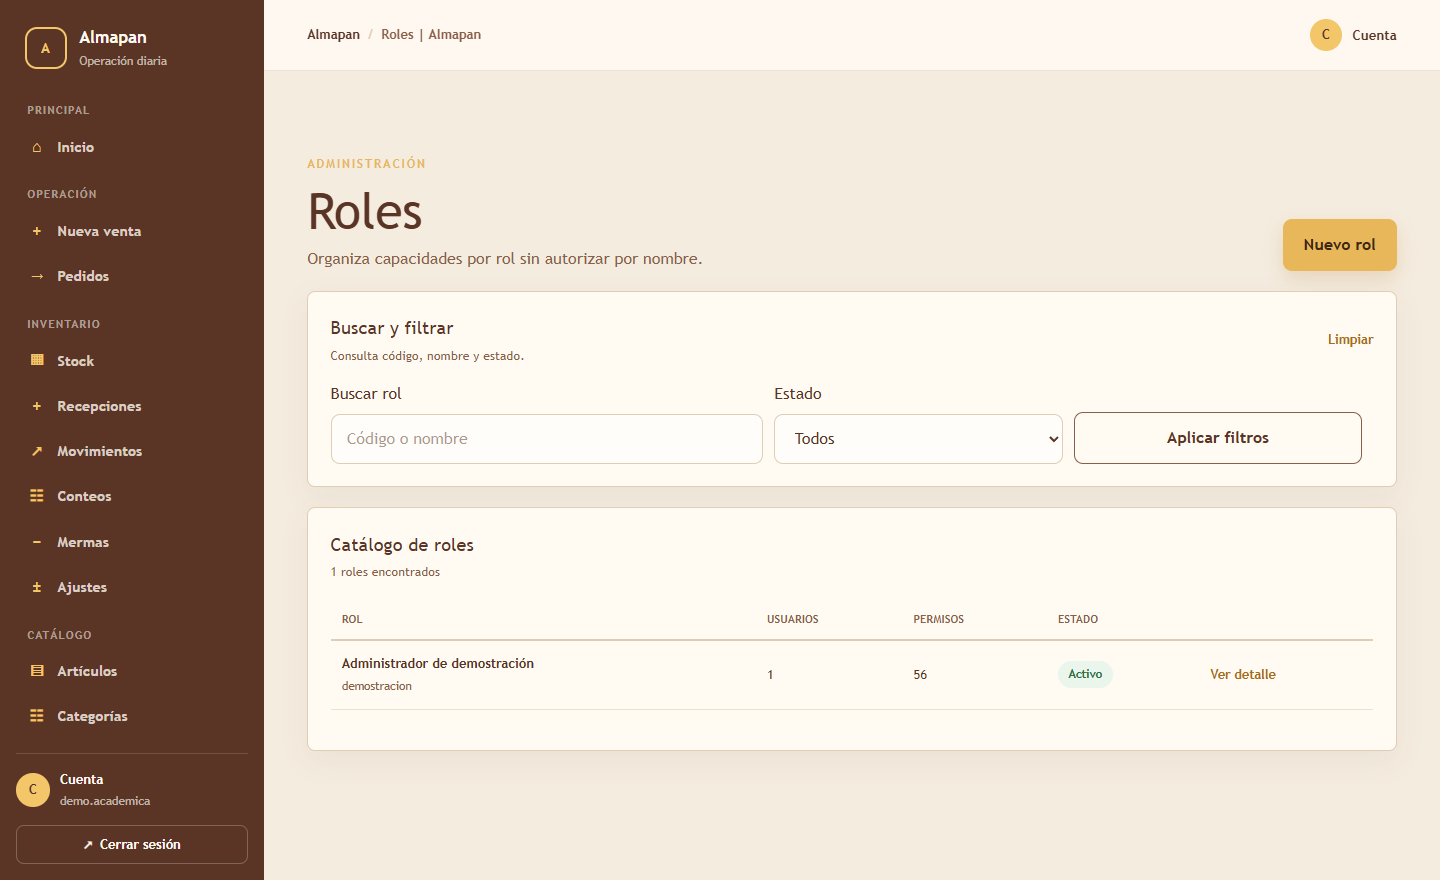 A
Almapan
Operación diaria
PRINCIPAL
Inicio
OPERACIÓN
+ Nueva venta
→ Pedidos
INVENTARIO
Stock
+ Recepciones
↗ Movimientos
Conteos
− Mermas
± Ajustes
CATÁLOGO
Artículos
Categorías
C
Cuenta
demo.academica
↗ Cerrar sesión
Almapan / Roles | Almapan
C Cuenta
ADMINISTRACIÓN
Roles
Organiza capacidades por rol sin autorizar por nombre.
Nuevo rol
Buscar y filtrar
Consulta código, nombre y estado.
Limpiar
Buscar rol Estado
Código o nombre Todos Aplicar filtros
Catálogo de roles
1 roles encontrados
ROL USUARIOS PERMISOS ESTADO
Administrador de demostración
demostracion
1 56 Activo Ver detalle